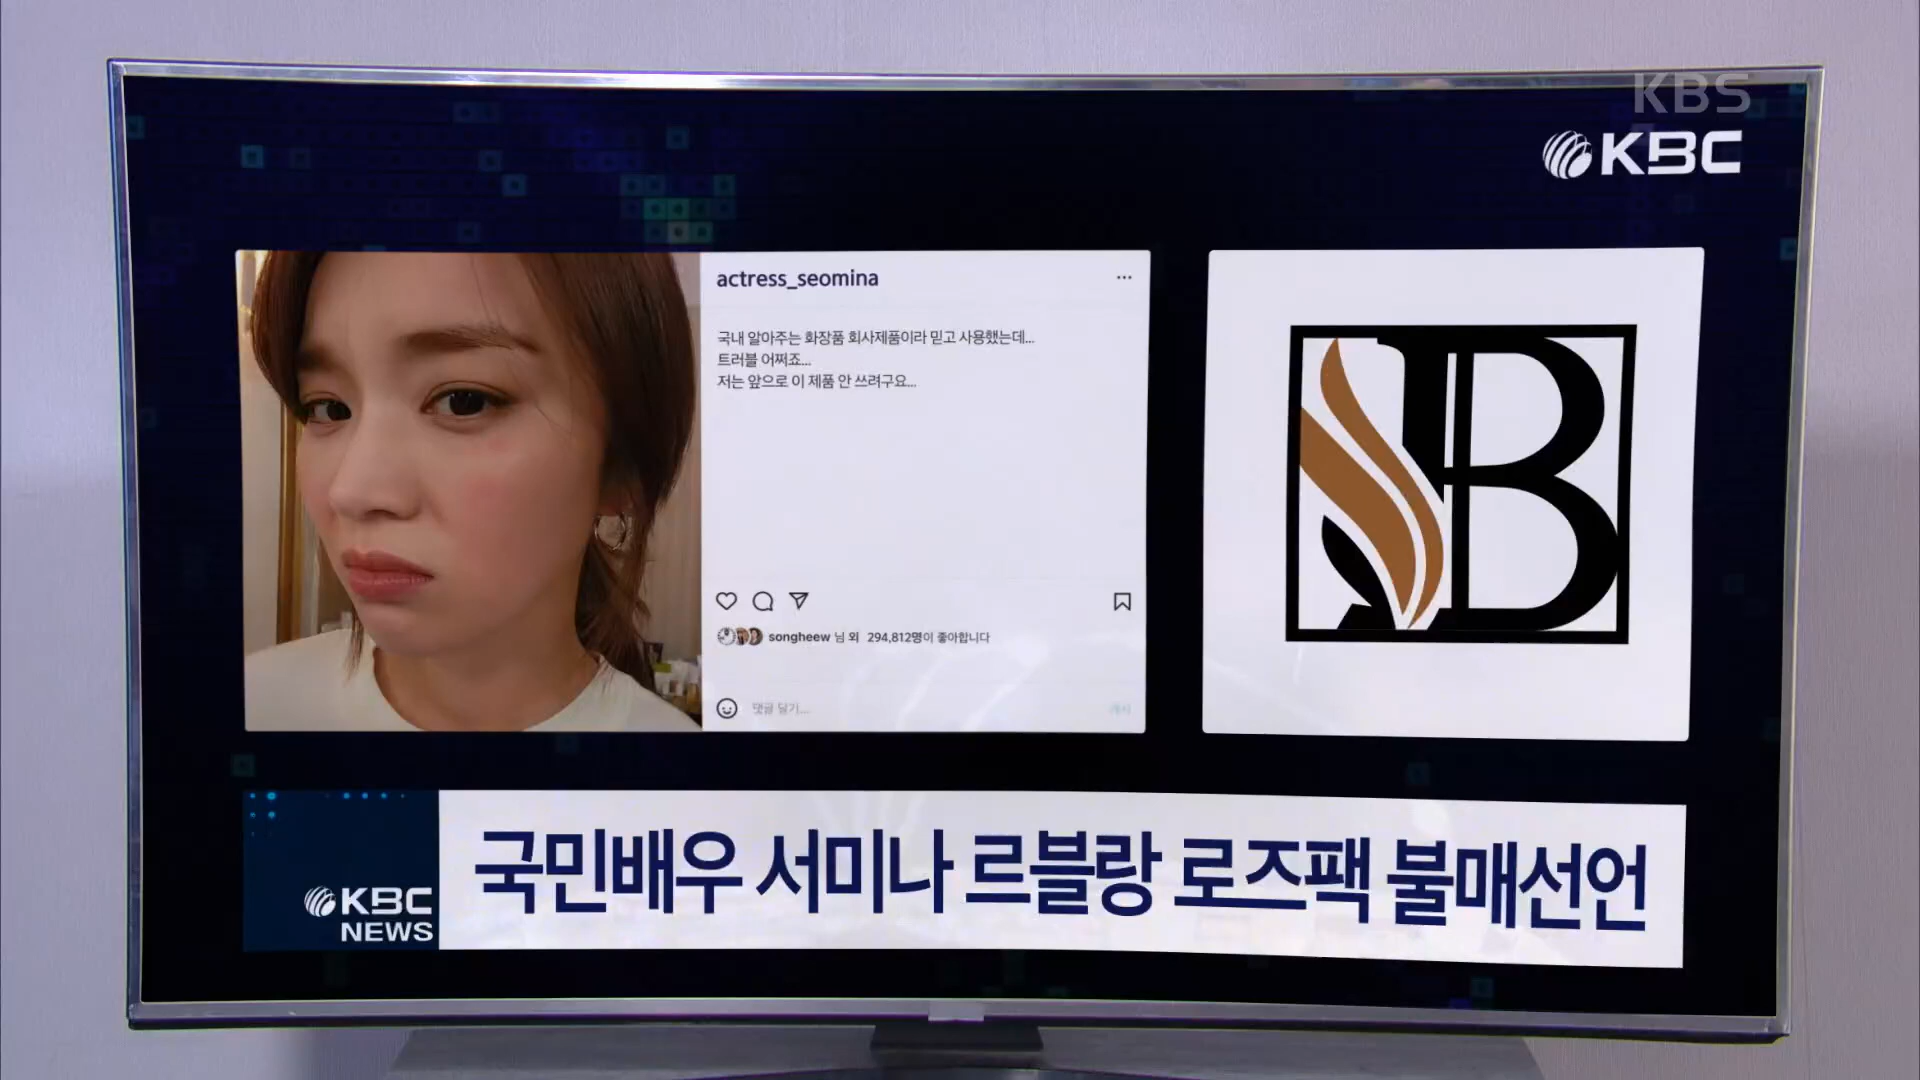 KBS
KBC
actress_seomina
국내 알아주는 화장품 회사제품이라 믿고 사용했는데...
트러블 어쩌죠...
저는 앞으로 이 제품 안 쓰려구요...
songheew 님 외 294,812명이 좋아합니다
댓글 달기...
게시
B
KBC
NEWS
국민배우 서미나 르블랑 로즈팩 불매선언